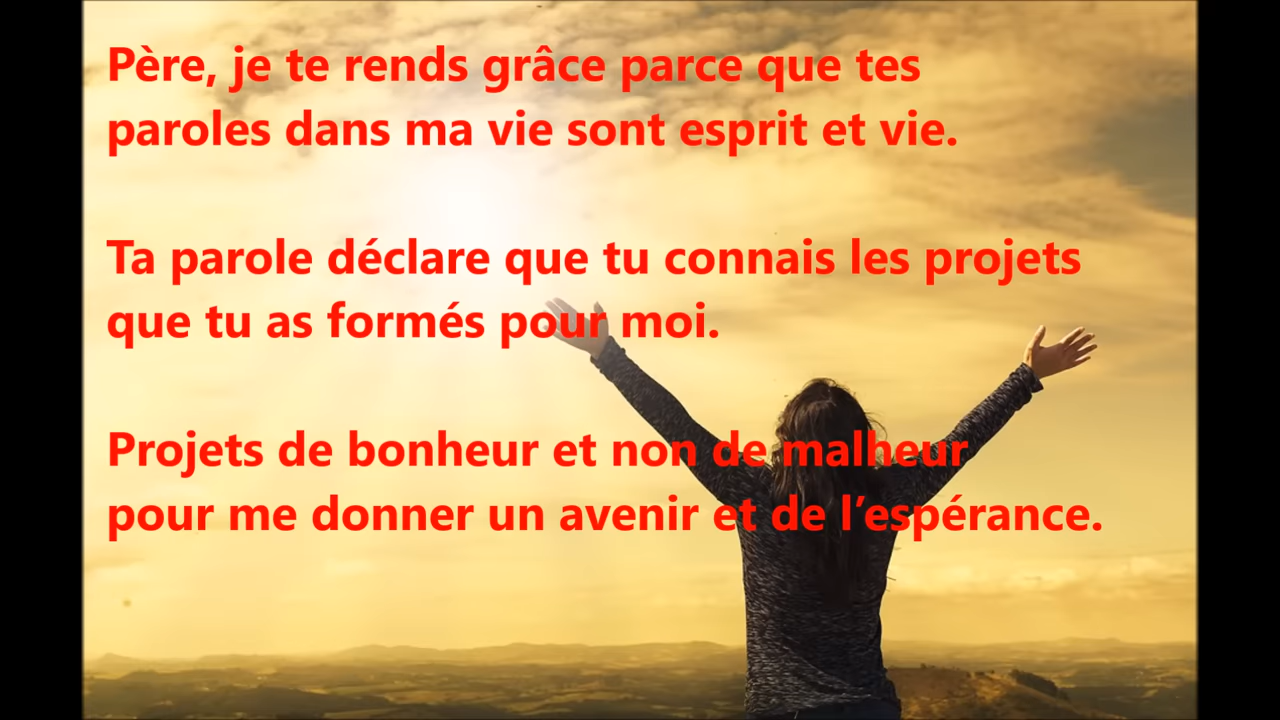 Père, je te rends grâce parce que tes
paroles dans ma vie sont esprit et vie.
Ta parole déclare que tu connais les projets
que tu as formés pour moi.
Projets de bonheur et non de malheur
pour me donner un avenir et de l’espérance.